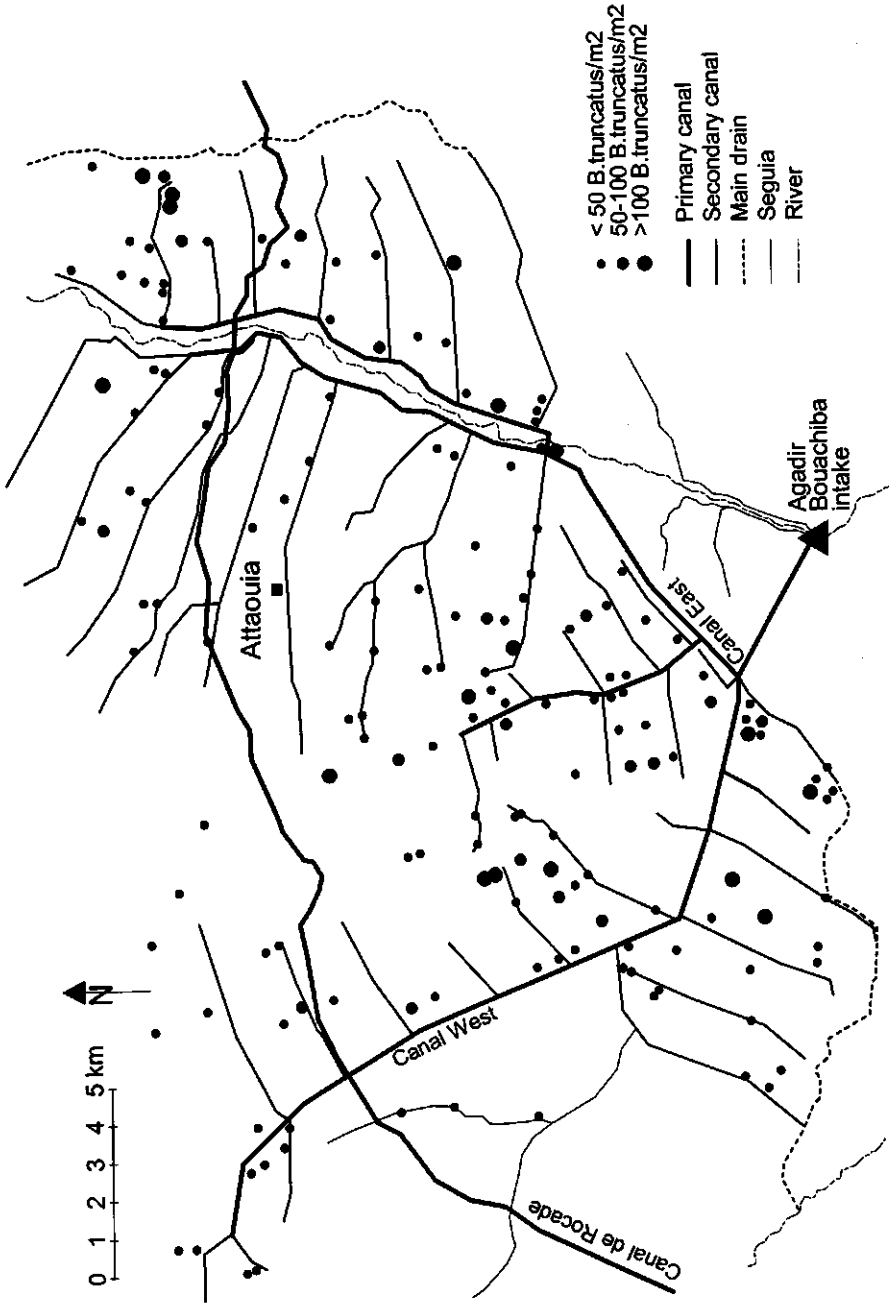 0 1 2 3 4 5 km
N
Attaouia
Canal West
Canal de Rocade
Canal East
Agadir
Bouachiba
intake
< 50 B.truncatus/m2
50-100 B.truncatus/m2
>100 B.truncatus/m2
Primary canal
Secondary canal
Main drain
Seguia
River